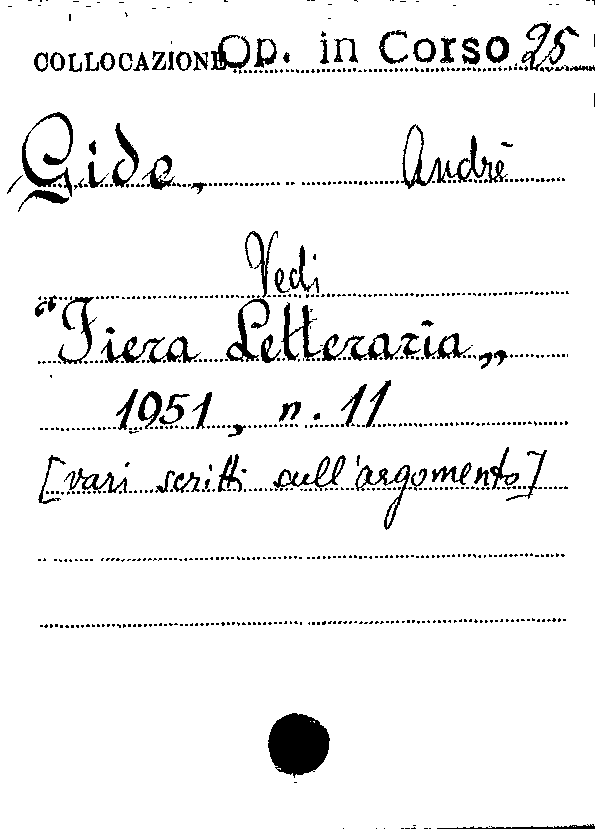 COLLOCAZIONE Op. in Corso 25
Gide, André
Vedi
"Fiera Letteraria„
1951, n. 11
[vari scritti sull'argomento]